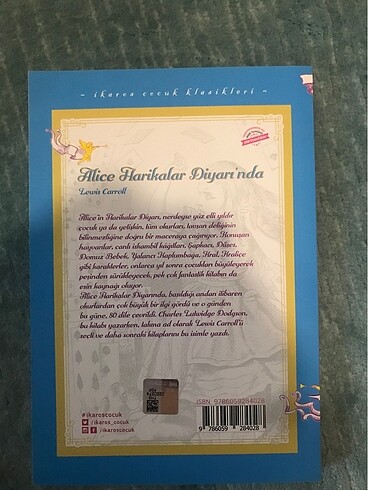 ~ ikaros çocuk klasikleri ~
Alice Harikalar Diyarı'nda
Lewis Carroll
Alice'in Harikalar Diyarı, neredeyse yüz elli yıldır
çocuk ya da yetişkin, tüm okurları, tavşan deliğinin
bilinmezliğine doğru bir maceraya çağırıyor. Konuşan
hayvanlar, canlı iskambil kâğıtları, Şapkacı, Düşes,
Domuz Bebek, Yalancı Kaplumbağa, Kral, Kraliçe
gibi karakterler, onlarca yıl sonra çocukları büyüleyerek
peşinden sürükleyecek, pek çok fantastik kitabın da
esin kaynağı oluyor.
Alice Harikalar Diyarında, basıldığı andan itibaren
okurlardan çok büyük bir ilgi gördü ve o günden
bu güne, 80 dile çevrildi. Charles Lutwidge Dodgson,
bu kitabı yazarken, takma ad olarak Lewis Carroll'ü
seçti ve daha sonraki kitaplarını bu isimle yazdı.
#ikaroscocuk
/ikaros_cocuk
/ikaroscocuk
ISBN 9786059284028
9 786059 284028